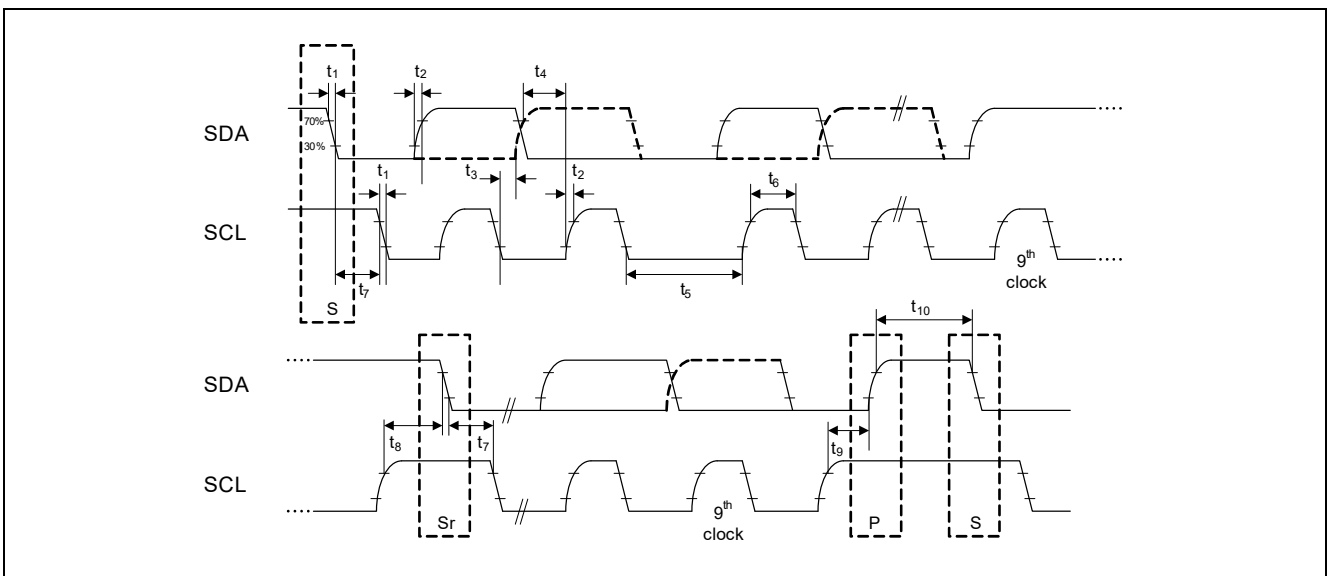 t1 t2 t4
SDA 70%
30%
t1 t3 t2 t6
SCL
9th
clock
t7 t5
S
t10
SDA
t8 t7 t9
SCL
9th
clock
Sr P S